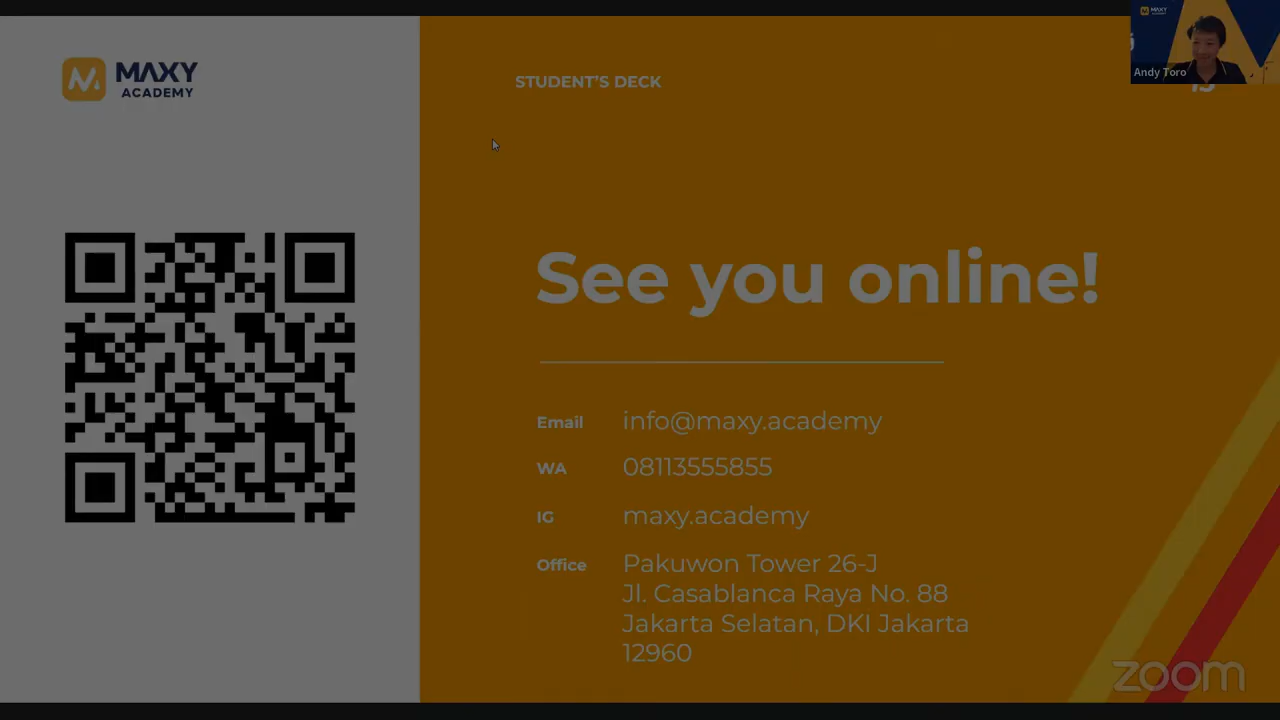 MAXY
ACADEMY
STUDENT'S DECK
MAXY
Andy Toro
See you online!
Email info@maxy.academy
WA 08113555855
IG maxy.academy
Office Pakuwon Tower 26-J
Jl. Casablanca Raya No. 88
Jakarta Selatan, DKI Jakarta
12960
zoom